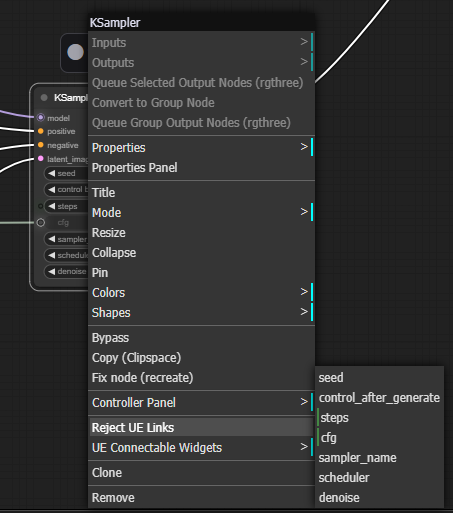 KSampler
Inputs >
Outputs >
Queue Selected Output Nodes (rgthree)
Convert to Group Node
Queue Group Output Nodes (rgthree)
Properties >
Properties Panel
Title
Mode >
Resize
Collapse
Pin
Colors >
Shapes >
Bypass
Copy (Clipspace)
Fix node (recreate)
Controller Panel >
Reject UE Links
UE Connectable Widgets >
Clone
Remove
KSample
model
positive
negative
latent_imag
seed
control b
steps
cfg
sampler
schedule
denoise
seed
control_after_generate
steps
cfg
sampler_name
scheduler
denoise